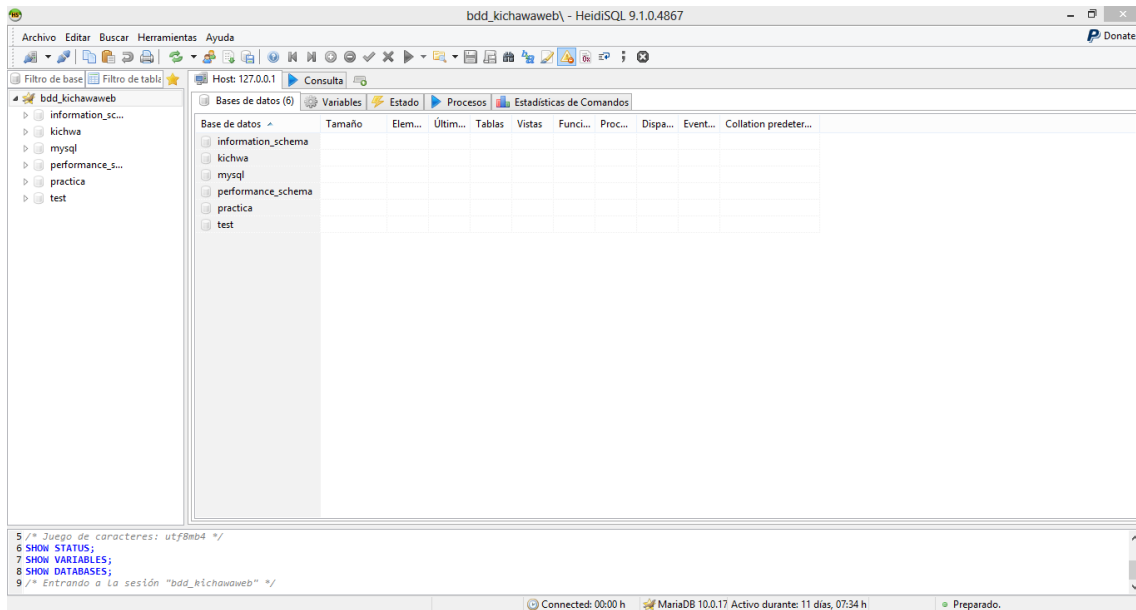 bdd_kichawaweb\ - HeidiSQL 9.1.0.4867
Archivo Editar Buscar Herramientas Ayuda
Donate
Filtro de base Filtro de tabla Host: 127.0.0.1 Consulta
bdd_kichawaweb
information_sc...
kichwa
mysql
performance_s...
practica
test
Bases de datos (6) Variables Estado Procesos Estadísticas de Comandos
Base de datos Tamaño Elem... Últim... Tablas Vistas Funci... Proc... Dispa... Event... Collation predeter...
information_schema
kichwa
mysql
performance_schema
practica
test
5 /* Juego de caracteres: utf8mb4 */
6 SHOW STATUS;
7 SHOW VARIABLES;
8 SHOW DATABASES;
9 /* Entrando a la sesión "bdd_kichawaweb" */
Connected: 00:00 h MariaDB 10.0.17 Activo durante: 11 días, 07:34 h Preparado.